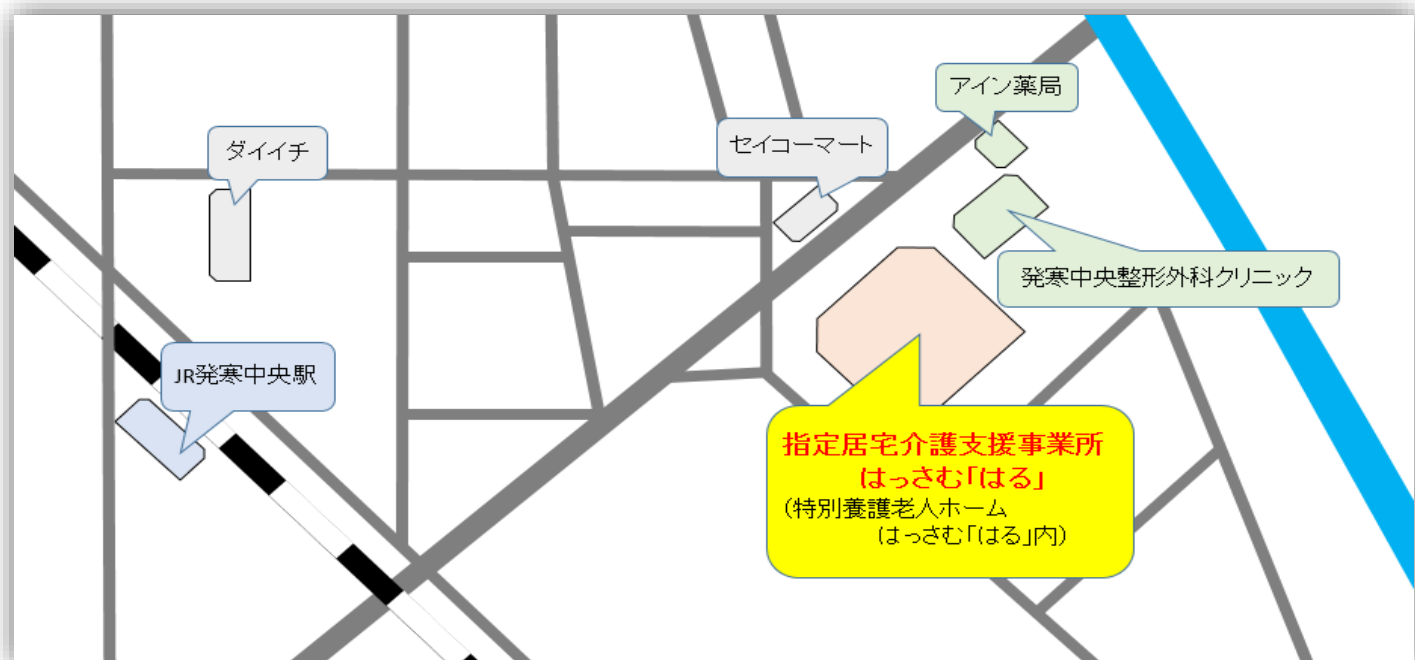 アイン薬局
ダイイチ
セイコーマート
発寒中央整形外科クリニック
JR発寒中央駅
指定居宅介護支援事業所
はっさむ「はる」
(特別養護老人ホーム
はっさむ「はる」内)